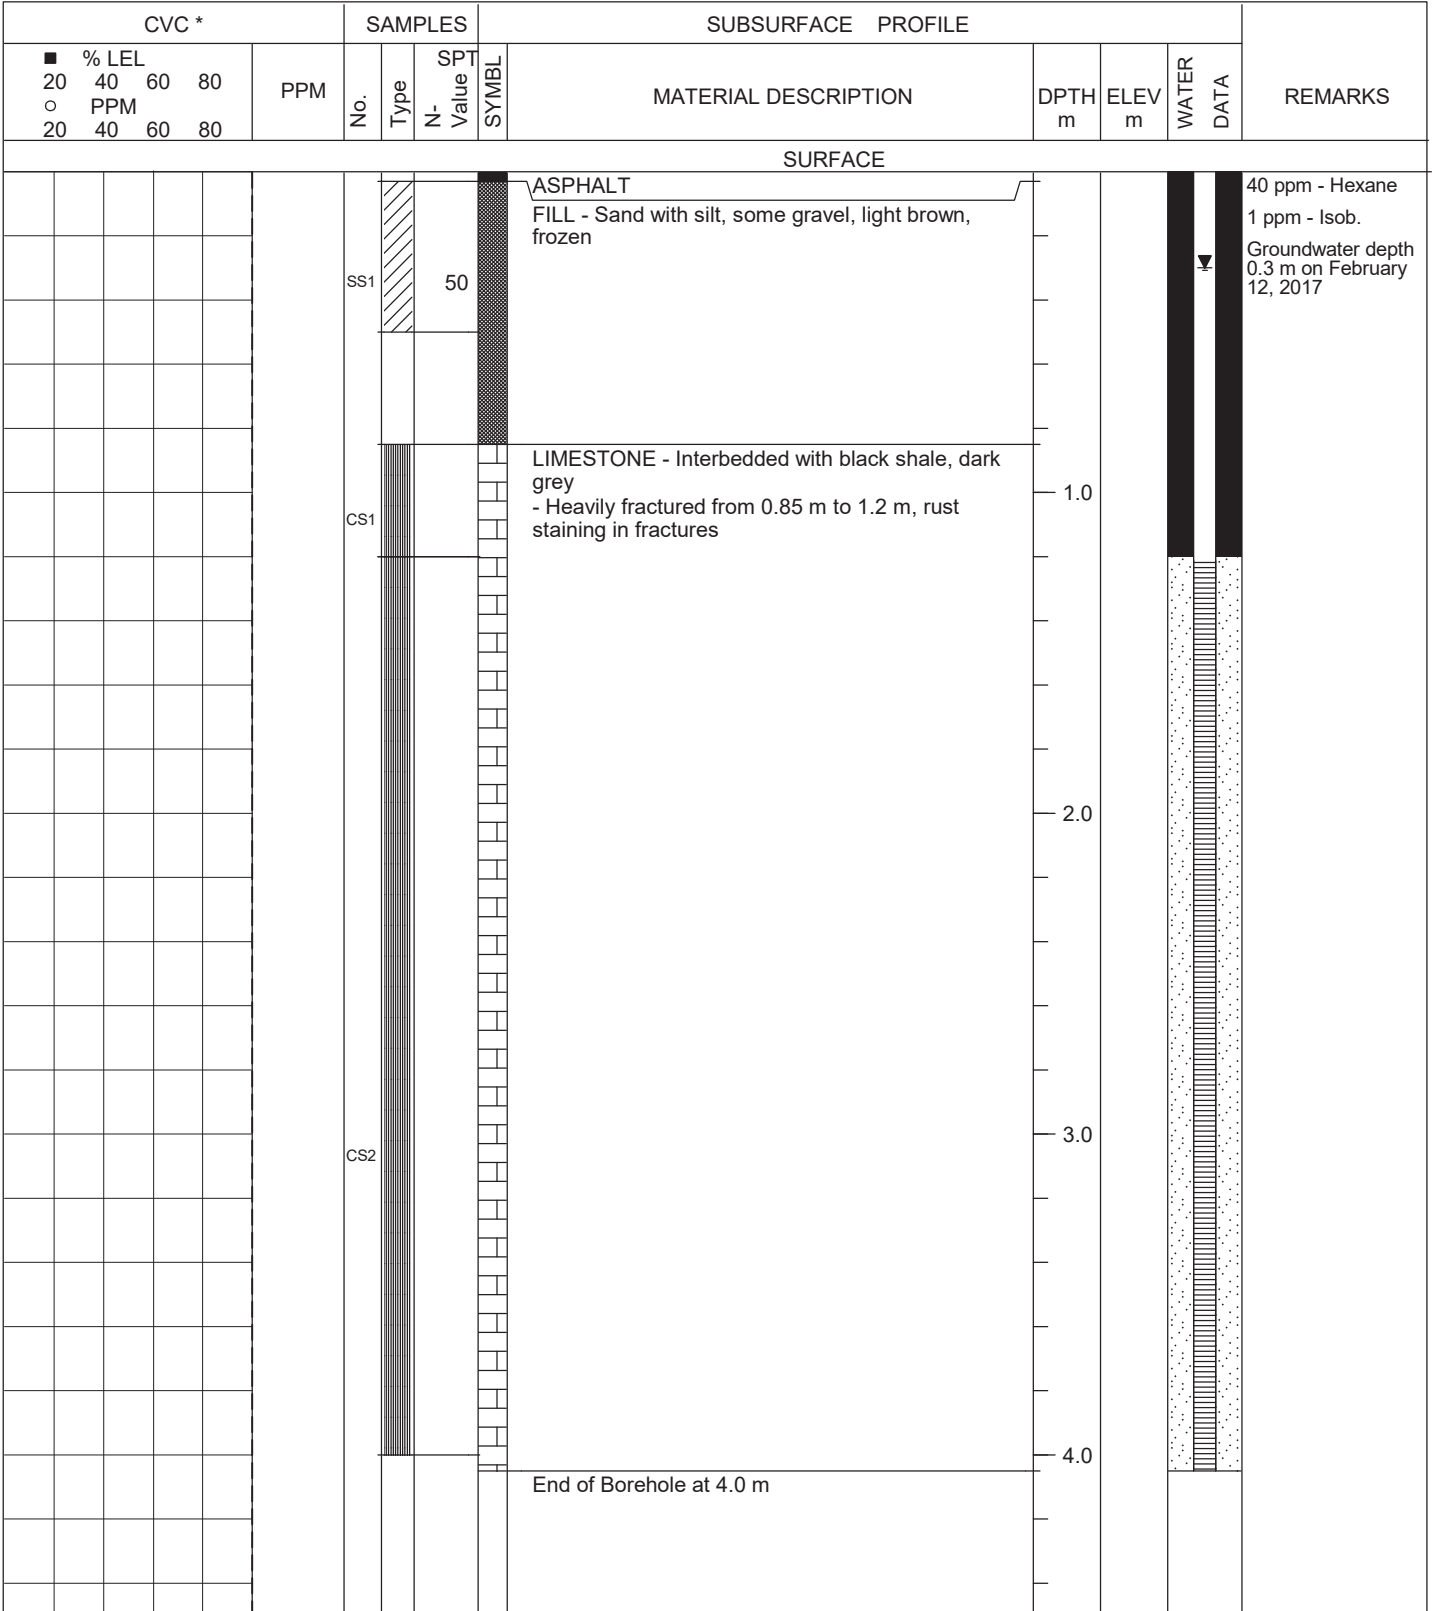 CVC *
SAMPLES
SUBSURFACE PROFILE
■ % LEL
20 40 60 80
○ PPM
20 40 60 80
PPM
No.
Type
SPT
N-
Value
SYMBL
MATERIAL DESCRIPTION
DPTH
m
ELEV
m
WATER
DATA
REMARKS
SURFACE
ASPHALT
FILL - Sand with silt, some gravel, light brown,
frozen
SS1
50
40 ppm - Hexane
1 ppm - Isob.
Groundwater depth
0.3 m on February
12, 2017
LIMESTONE - Interbedded with black shale, dark
grey
- Heavily fractured from 0.85 m to 1.2 m, rust
staining in fractures
CS1
1.0
2.0
3.0
CS2
4.0
End of Borehole at 4.0 m